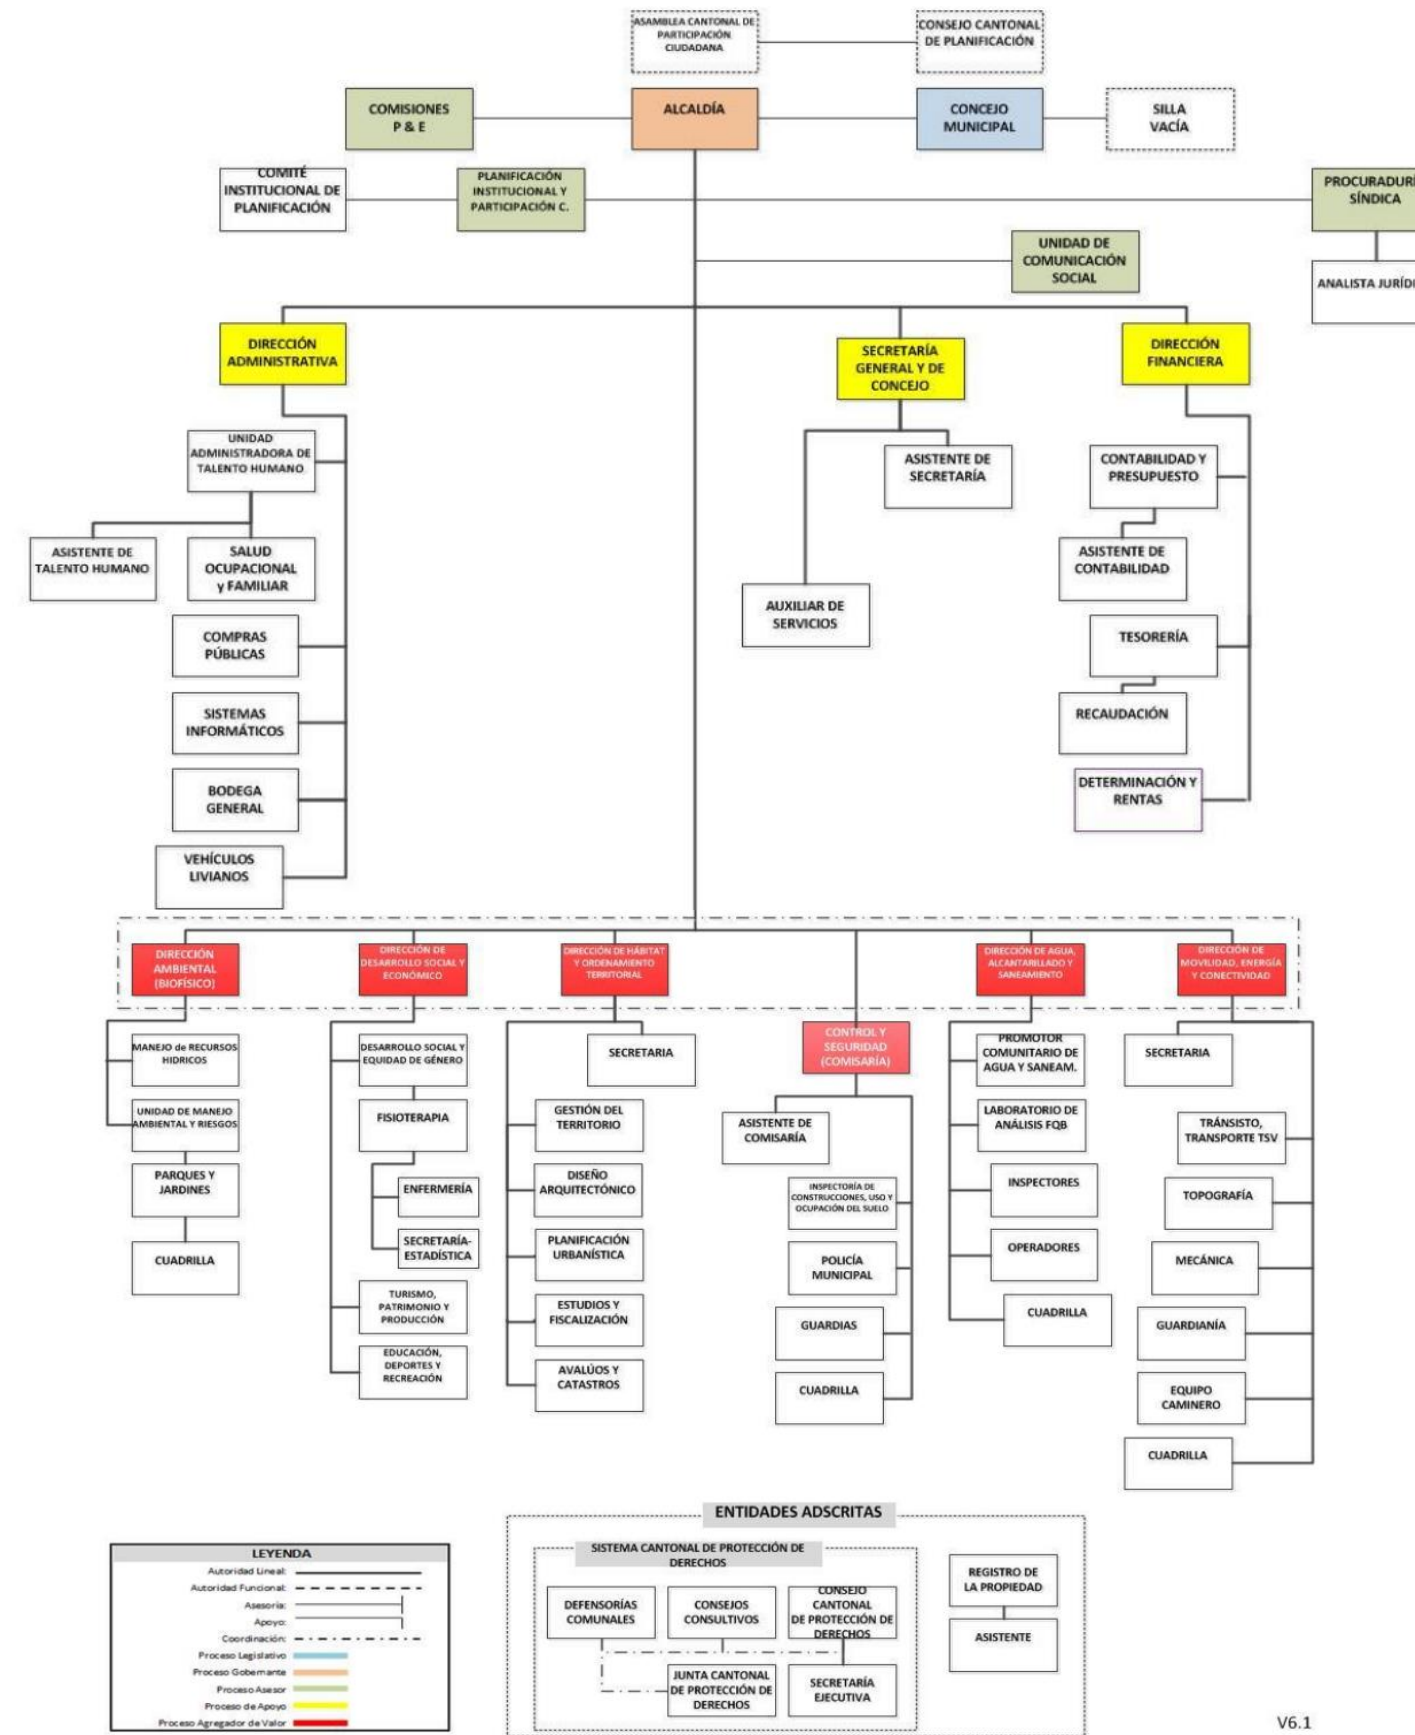 ASAMBLEA CANTONAL DE
PARTICIPACIÓN
CIUDADANA
CONSEJO CANTONAL
DE PLANIFICACIÓN
COMISIONES
P & E
ALCALDÍA
CONCEJO
MUNICIPAL
SILLA
VACÍA
COMITÉ
INSTITUCIONAL DE
PLANIFICACIÓN
PLANIFICACIÓN
INSTITUCIONAL Y
PARTICIPACIÓN C.
PROCURADURÍ
SÍNDICA
UNIDAD DE
COMUNICACIÓN
SOCIAL
ANALISTA JURÍDI
DIRECCIÓN
ADMINISTRATIVA
SECRETARÍA
GENERAL Y DE
CONCEJO
DIRECCIÓN
FINANCIERA
UNIDAD
ADMINISTRADORA DE
TALENTO HUMANO
ASISTENTE DE
SECRETARÍA
CONTABILIDAD Y
PRESUPUESTO
ASISTENTE DE
TALENTO HUMANO
SALUD
OCUPACIONAL
y FAMILIAR
ASISTENTE DE
CONTABILIDAD
AUXILIAR DE
SERVICIOS
COMPRAS
PÚBLICAS
TESORERÍA
SISTEMAS
INFORMÁTICOS
RECAUDACIÓN
BODEGA
GENERAL
DETERMINACIÓN Y
RENTAS
VEHÍCULOS
LIVIANOS
DIRECCIÓN
AMBIENTAL
(BIOFÍSICO)
DIRECCIÓN DE
DESARROLLO SOCIAL Y
ECONÓMICO
DIRECCIÓN DE HÁBITAT
Y ORDENAMIENTO
TERRITORIAL
DIRECCIÓN DE AGUA,
ALCANTARILLADO Y
SANEAMIENTO
DIRECCIÓN DE
MOVILIDAD, ENERGÍA
Y CONECTIVIDAD
MANEJO de RECURSOS
HIDRICOS
DESARROLLO SOCIAL Y
EQUIDAD DE GÉNERO
SECRETARIA
CONTROL Y
SEGURIDAD
(COMISARÍA)
PROMOTOR
COMUNITARIO DE
AGUA Y SANEAM.
SECRETARIA
UNIDAD DE MANEJO
AMBIENTAL Y RIESGOS
FISIOTERAPIA
GESTIÓN DEL
TERRITORIO
ASISTENTE DE
COMISARÍA
LABORATORIO DE
ANÁLISIS FQB
TRÁNSISTO,
TRANSPORTE TSV
PARQUES Y
JARDINES
ENFERMERÍA
DISEÑO
ARQUITECTÓNICO
INSPECTORÍA DE
CONSTRUCCIONES, USO Y
OCUPACIÓN DEL SUELO
INSPECTORES
TOPOGRAFÍA
CUADRILLA
SECRETARÍA-
ESTADÍSTICA
PLANIFICACIÓN
URBANÍSTICA
POLICÍA
MUNICIPAL
OPERADORES
MECÁNICA
TURISMO,
PATRIMONIO Y
PRODUCCIÓN
ESTUDIOS Y
FISCALIZACIÓN
GUARDIAS
CUADRILLA
GUARDIANÍA
EDUCACIÓN,
DEPORTES Y
RECREACIÓN
AVALÚOS Y
CATASTROS
CUADRILLA
EQUIPO
CAMINERO
CUADRILLA
ENTIDADES ADSCRITAS
SISTEMA CANTONAL DE PROTECCIÓN DE
DERECHOS
DEFENSORÍAS
COMUNALES
CONSEJOS
CONSULTIVOS
CONSEJO
CANTONAL
DE PROTECCIÓN DE
DERECHOS
REGISTRO DE
LA PROPIEDAD
JUNTA CANTONAL
DE PROTECCIÓN DE
DERECHOS
SECRETARÍA
EJECUTIVA
ASISTENTE
LEYENDA
Autoridad Lineal:
Autoridad Funcional:
Asesoría:
Apoyo:
Coordinación:
Proceso Legislativo
Proceso Gobernante
Proceso Asesor
Proceso de Apoyo
Proceso Agregador de Valor
V6.1